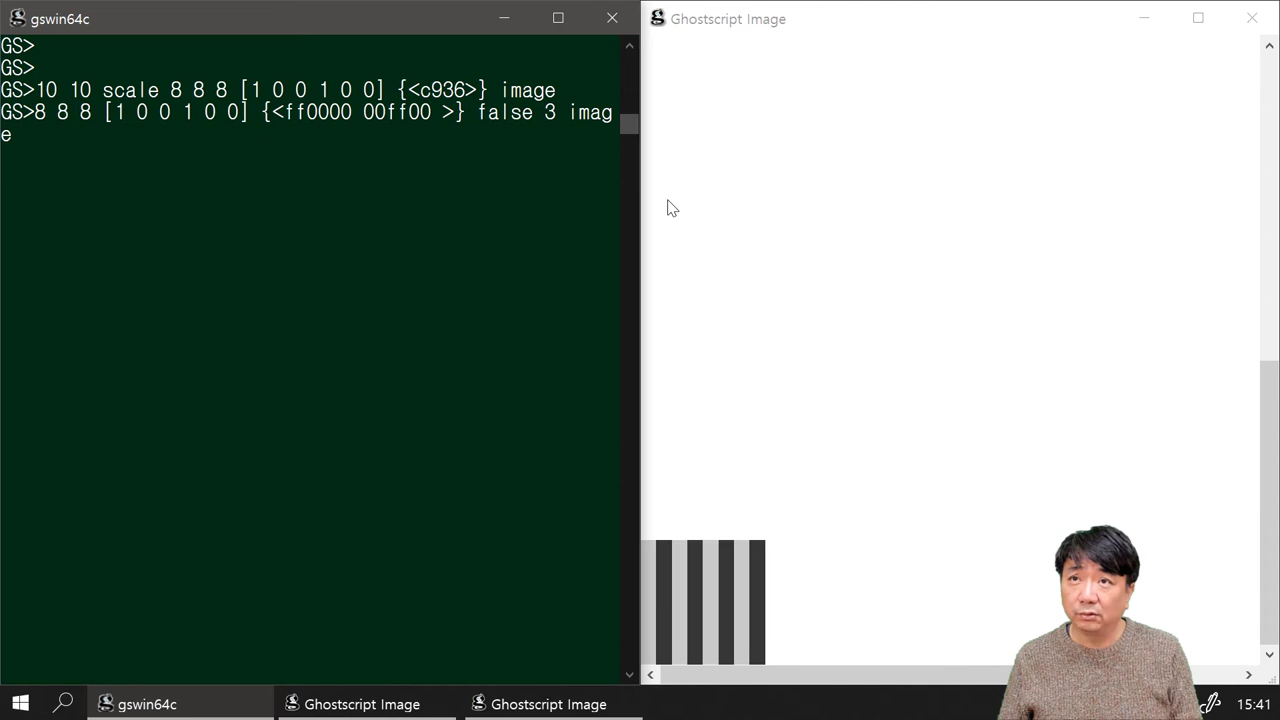 gswin64c
GS>
GS>
GS>10 10 scale 8 8 8 [1 0 0 1 0 0] {<c936>} image
GS>8 8 8 [1 0 0 1 0 0] {<ff0000 00ff00 >} false 3 imag
e
Ghostscript Image
gswin64c
Ghostscript Image
Ghostscript Image
15:41